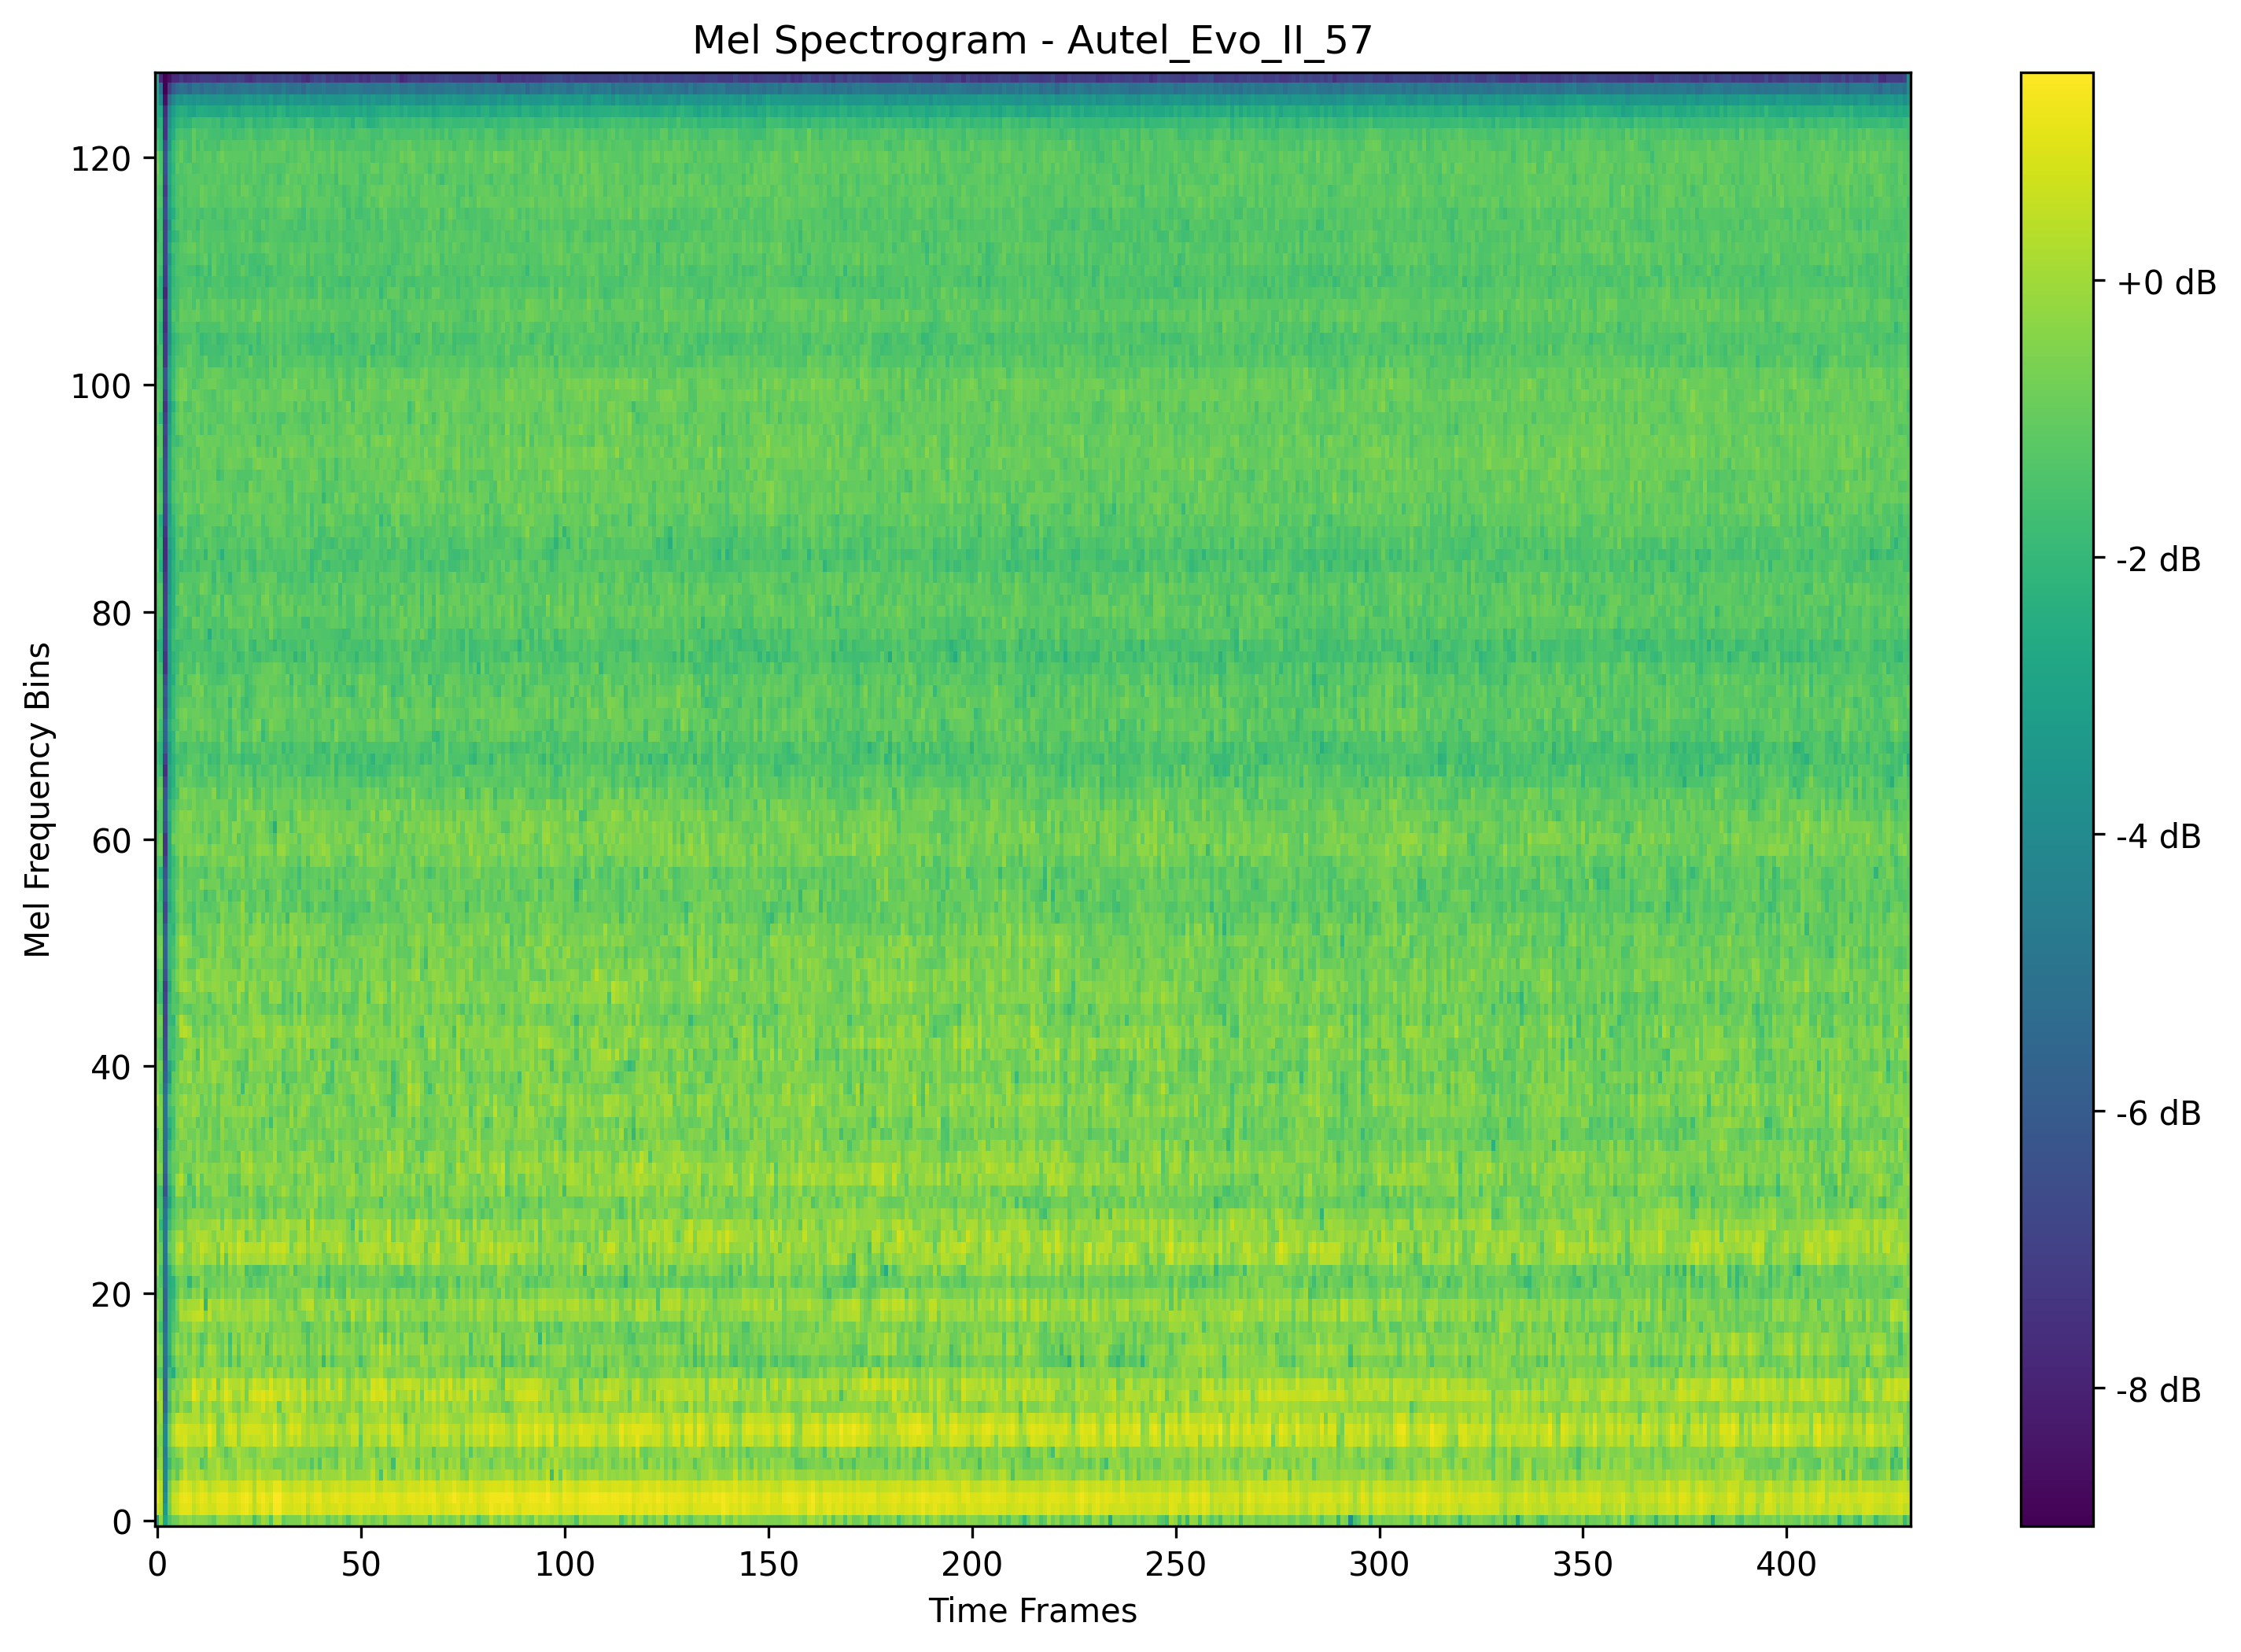 Mel Spectrogram - Autel_Evo_II_57
Mel Frequency Bins
120
100
80
60
40
20
0
0 50 100 150 200 250 300 350 400
Time Frames
+0 dB
-2 dB
-4 dB
-6 dB
-8 dB